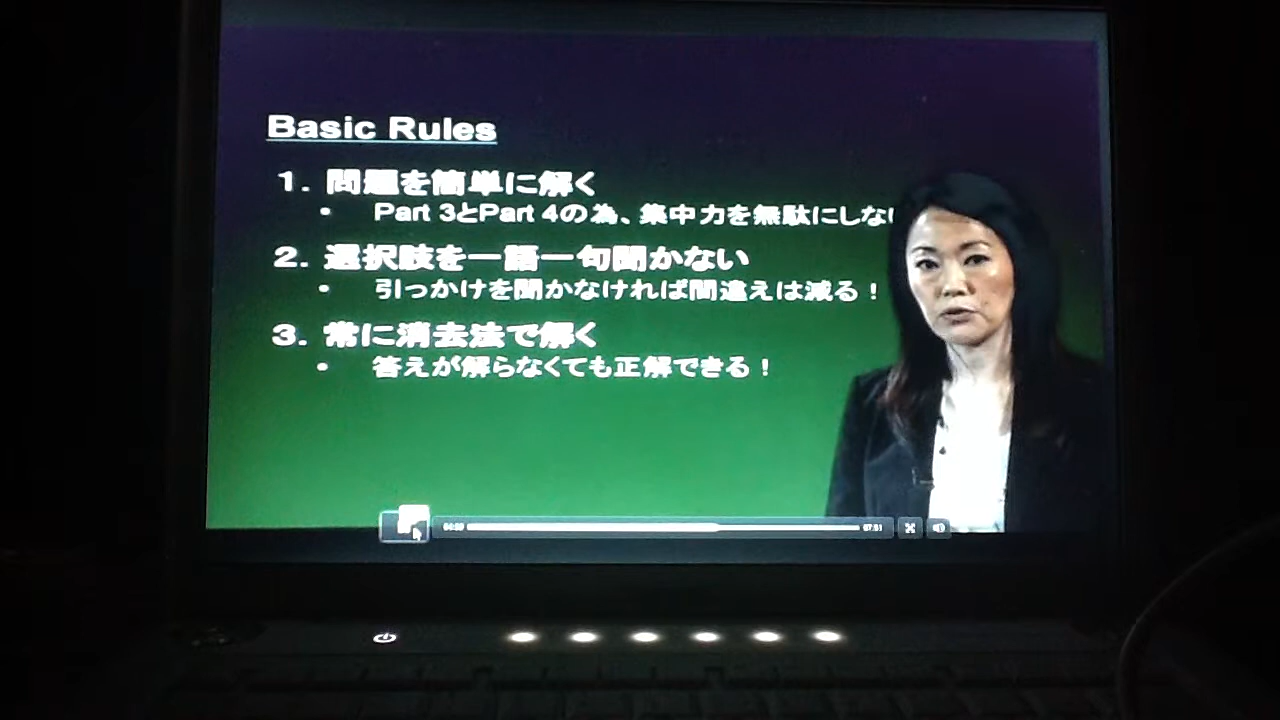 Basic Rules
1. 問題を簡単に解く
• Part 3とPart 4の為、集中力を無駄にしない
2. 選択肢を一語一句聞かない
• 引っかけを聞かなければ間違えは減る！
3. 常に消去法で解く
• 答えが解らなくても正解できる！
07:51